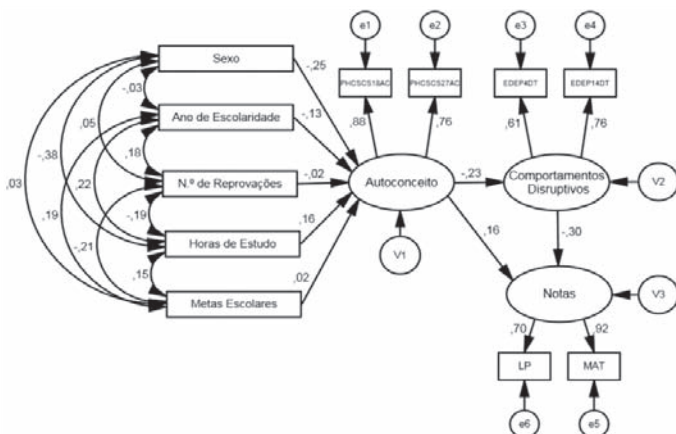 e1
e2
e3
e4
PHCSCS18AC
PHCSCS27AC
EDEP4DT
EDEP14DT
Sexo
-,25
,88
,76
,61
,76
-,03
Ano de Escolaridade
-,13
,05
,18
-,38
N.º de Reprovações
-,02
Autoconceito
-,23
Comportamentos
Disruptivos
V2
,03
,22
,19
-,19
Horas de Estudo
,16
-,21
V1
,16
-,30
,15
Metas Escolares
,02
Notas
V3
,70
,92
LP
MAT
e6
e5